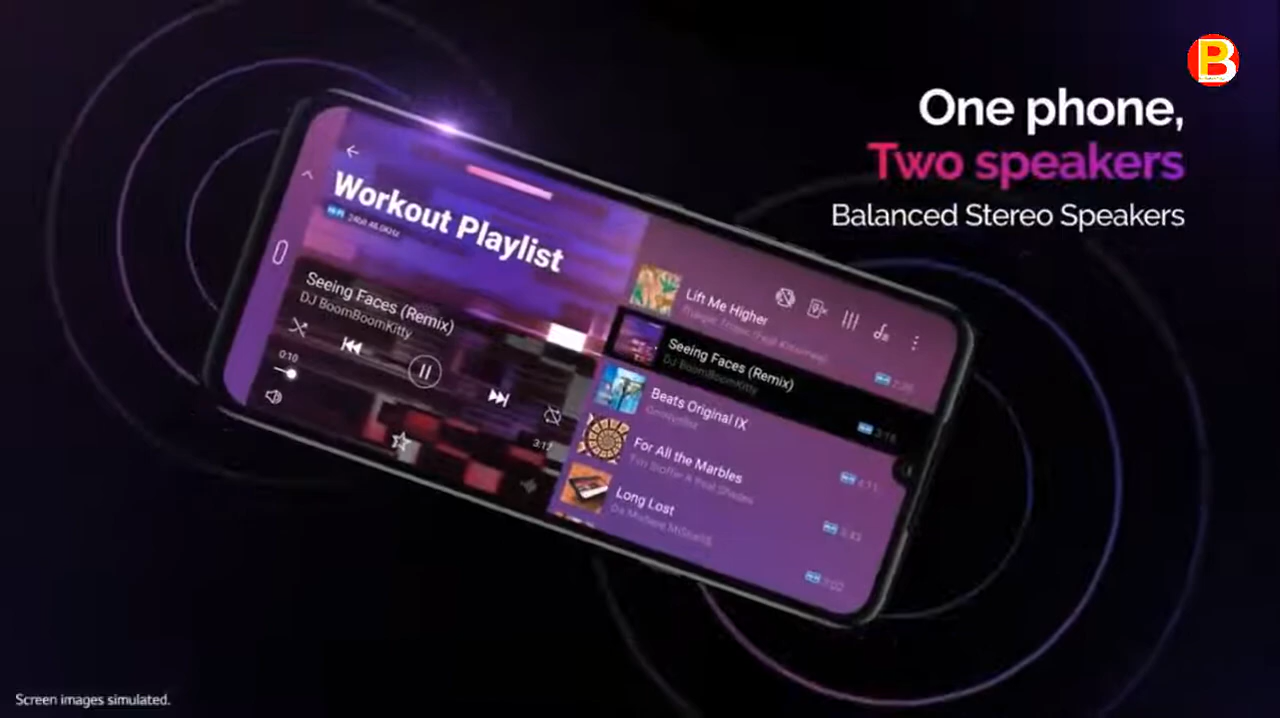 B
One phone,
Two speakers
Balanced Stereo Speakers
Workout Playlist
Seeing Faces (Remix)
DJ BoomBoomKitty
0:10
3:17
Lift Me Higher
Seeing Faces (Remix)
DJ BoomBoomKitty
3:16
Beats Original IX
For All the Marbles
Long Lost
Screen images simulated.